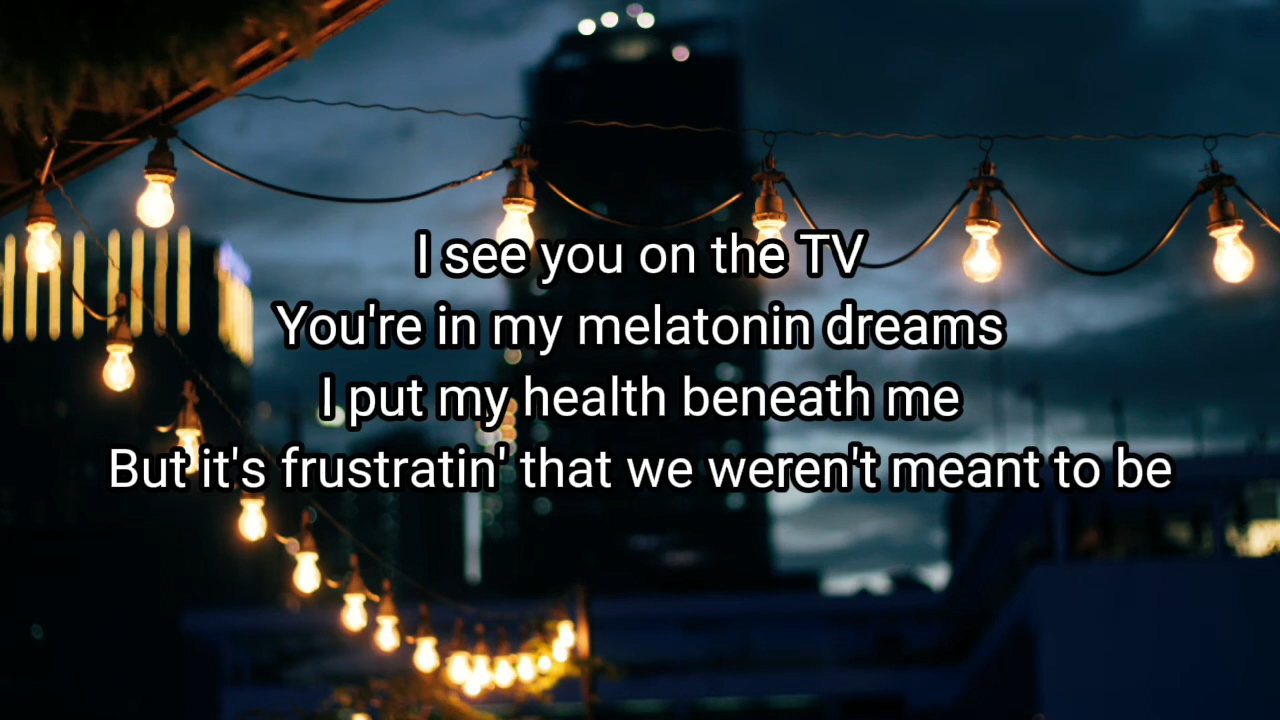 I see you on the TV
You're in my melatonin dreams
I put my health beneath me
But it's frustratin' that we weren't meant to be